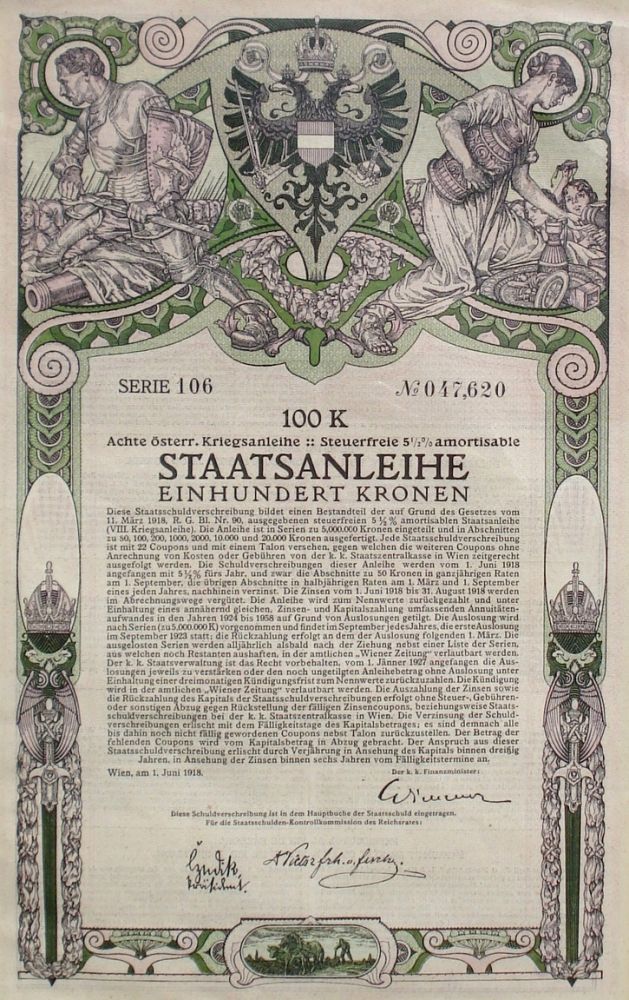 SERIE 106
№ 047,620
100 K
Achte österr. Kriegsanleihe :: Steuerfreie 5½% amortisable
STAATSANLEIHE
EINHUNDERT KRONEN
Diese Staatsschuldverschreibung bildet einen Bestandteil der auf Grund des Gesetzes vom
11. März 1918, R. G. Bl. Nr. 90, ausgegebenen steuerfreien 5½% amortisablen Staatsanleihe
(VIII. Kriegsanleihe). Die Anleihe ist in Serien zu 5,000.000 Kronen eingeteilt und in Abschnitten
zu 50, 100, 200, 1000, 2000, 10.000 und 20.000 Kronen ausgefertigt. Jede Staatsschuldverschreibung
ist mit 22 Coupons und mit einem Talon versehen, gegen welchen die weiteren Coupons ohne
Anrechnung von Kosten oder Gebühren von der k. k. Staatszentralkasse in Wien zeitgerecht
ausgefolgt werden. Die Schuldverschreibungen dieser Anleihe werden vom 1. Juni 1918
angefangen mit 5½% fürs Jahr, und zwar die Abschnitte zu 50 Kronen in ganzjährigen Raten
am 1. September, die übrigen Abschnitte in halbjährigen Raten am 1. März und 1. September
eines jeden Jahres, nachhinein verzinst. Die Zinsen vom 1. Juni 1918 bis 31. August 1918 werden
im Abrechnungswege vergütet. Die Anleihe wird zum Nennwerte zurückgezahlt und unter
Einhaltung eines annähernd gleichen, Zinsen- und Kapitalszahlung umfassenden Annuitäten-
aufwandes in den Jahren 1924 bis 1958 auf Grund von Auslosungen getilgt. Die Auslosung wird
nach Serien (zu 5,000.000 K) vorgenommen und findet im September jedes Jahres, die erste Auslosung
im September 1923 statt; die Rückzahlung erfolgt an dem der Auslosung folgenden 1. März. Die
ausgelosten Serien werden alljährlich alsbald nach der Ziehung nebst einer Liste der Serien,
aus welchen noch Restanten aushaften, in der amtlichen „Wiener Zeitung“ verlautbart werden.
Der k. k. Staatsverwaltung ist das Recht vorbehalten, vom 1. Jänner 1927 angefangen die Aus-
losungen jeweils zu verstärken oder den noch ungetilgten Anleihebetrag ohne Auslosung unter
Einhaltung einer dreimonatigen Kündigungsfrist zum Nennwerte zurückzuzahlen. Die Kündigung
wird in der amtlichen „Wiener Zeitung“ verlautbart werden. Die Auszahlung der Zinsen sowie
die Rückzahlung des Kapitals der Staatsschuldverschreibungen erfolgt ohne Steuer-, Gebühren-
oder sonstigen Abzug gegen Rückstellung der fälligen Zinsencoupons, beziehungsweise Staats-
schuldverschreibungen bei der k. k. Staatszentralkasse in Wien. Die Verzinsung der Schuld-
verschreibungen erlischt mit dem Fälligkeitstage des Kapitalsbetrages; es sind demnach alle
bis dahin noch nicht fällig gewordenen Coupons nebst Talon zurückzustellen. Der Betrag der
fehlenden Coupons wird vom Kapitalsbetrag in Abzug gebracht. Der Anspruch aus dieser
Staatsschuldverschreibung erlischt durch Verjährung in Ansehung des Kapitals binnen dreißig
Jahren, in Ansehung der Zinsen binnen sechs Jahren vom Fälligkeitstermine an.
Wien, am 1. Juni 1918.
Der k. k. Finanzminister:
Wimmer
Diese Schuldverschreibung ist in dem Hauptbuche der Staatsschuld eingetragen.
Für die Staatsschulden-Kontrollkommission des Reichsrates:
Präsident.